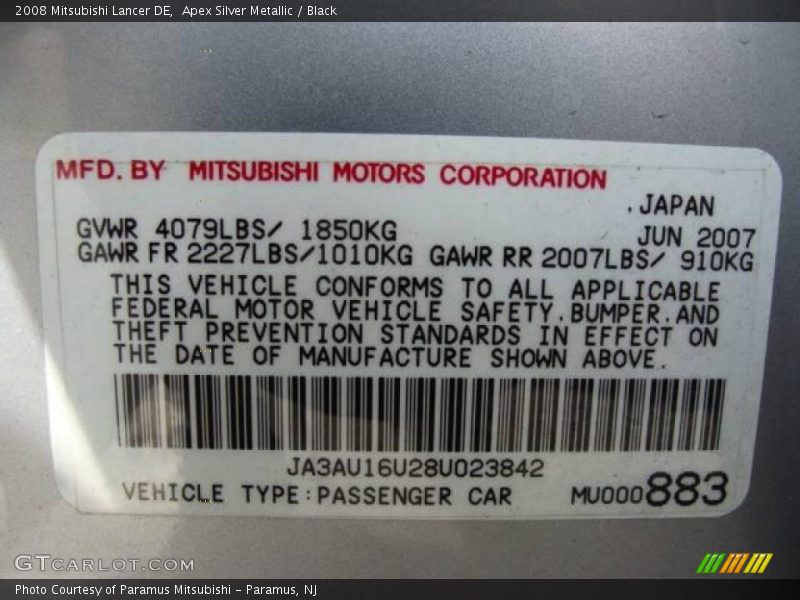 2008 Mitsubishi Lancer DE,  Apex Silver Metallic / Black
MFD. BY MITSUBISHI MOTORS CORPORATION
.JAPAN
GVWR 4079LBS/ 1850KG JUN 2007
GAWR FR 2227LBS/1010KG GAWR RR 2007LBS/ 910KG
THIS VEHICLE CONFORMS TO ALL APPLICABLE
FEDERAL MOTOR VEHICLE SAFETY.BUMPER.AND
THEFT PREVENTION STANDARDS IN EFFECT ON
THE DATE OF MANUFACTURE SHOWN ABOVE.
JA3AU16U28U023842
VEHICLE TYPE:PASSENGER CAR MU000883
GTCARLOT.COM
Photo Courtesy of Paramus Mitsubishi - Paramus, NJ